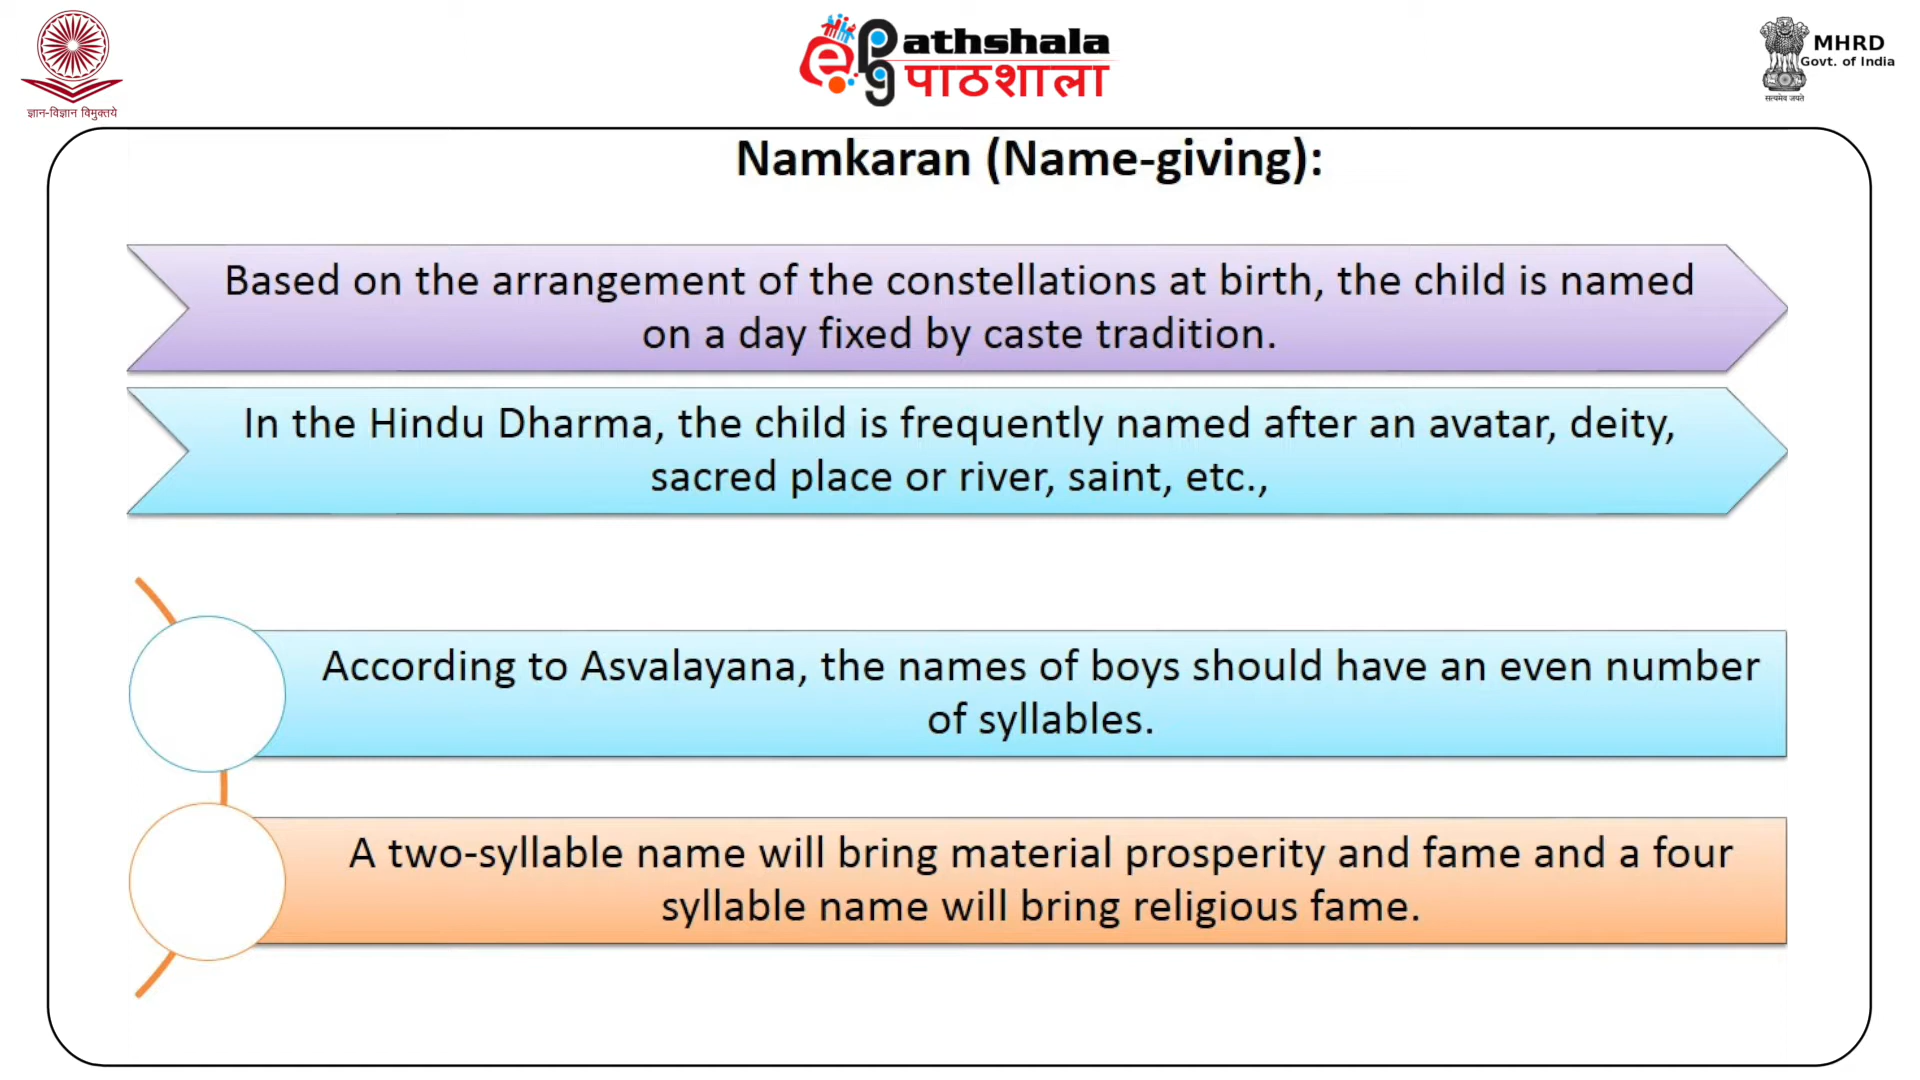 ज्ञान-विज्ञान विमुक्तये
e pg athshala
पाठशाला
MHRD
Govt. of India
सत्यमेव जयते
Namkaran (Name-giving):
Based on the arrangement of the constellations at birth, the child is named
on a day fixed by caste tradition.
In the Hindu Dharma, the child is frequently named after an avatar, deity,
sacred place or river, saint, etc.,
According to Asvalayana, the names of boys should have an even number
of syllables.
A two-syllable name will bring material prosperity and fame and a four
syllable name will bring religious fame.